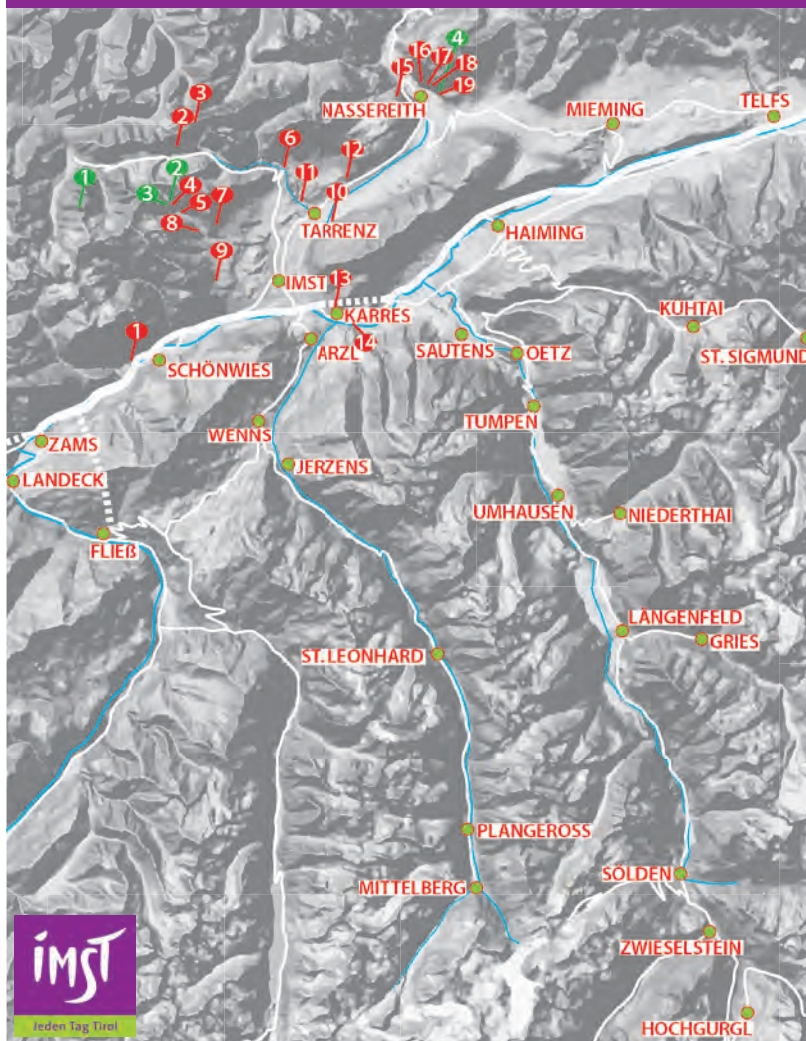 4
16
17
15
18
19
NASSEREITH
3
2
MIEMING
TELFS
6
12
1
2
3
4
5
7
8
11
10
TARRENZ
HAIMING
9
IMST
13
KARRES
KÜHTAI
1
14
ARZL
SAUTENS
OETZ
ST. SIGMUND
SCHÖNWIES
TUMPEN
WENNS
ZAMS
JERZENS
LANDECK
UMHAUSEN
NIEDERTHAI
FLIEß
LÄNGENFELD
GRIES
ST. LEONHARD
PLANGEROSS
SÖLDEN
MITTELBERG
ZWIESELSTEIN
imst
Jeden Tag Tirol
HOCHGURGL